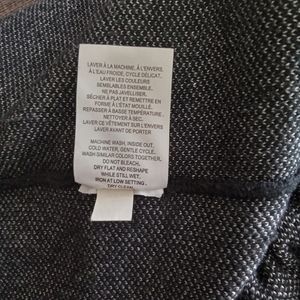 LAVER À LA MACHINE, À L'ENVERS,
À L'EAU FROIDE, CYCLE DÉLICAT.
LAVER LES COULEURS
SEMBLABLES ENSEMBLE.
NE PAS JAVELLISER.
SÉCHER À PLAT ET REMETTRE EN
FORME À L'ÉTAT MOUILLÉ.
REPASSER À BASSE TEMPÉRATURE.
NETTOYER À SEC.
LAVER CE VÊTEMENT SUR L'ENVERS
LAVER AVANT DE PORTER
MACHINE WASH, INSIDE OUT,
COLD WATER, GENTLE CYCLE.
WASH SIMILAR COLORS TOGETHER.
DO NOT BLEACH.
DRY FLAT AND RESHAPE
WHILE STILL WET.
IRON AT LOW SETTING.
DRY CLEAN